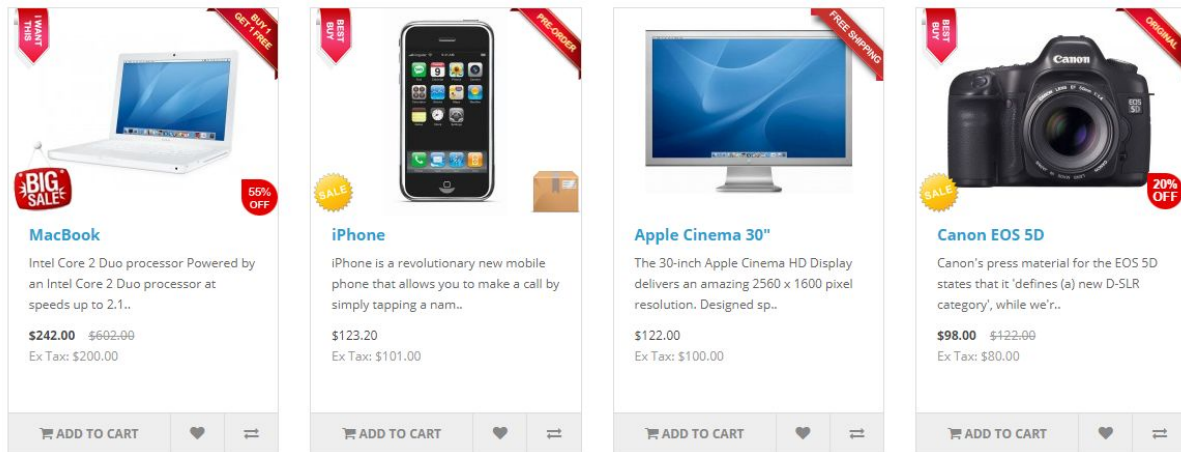 I WANT
THIS
BUY 1
GET 1 FREE
BIG
SALE
55%
OFF
MacBook
Intel Core 2 Duo processor Powered by
an Intel Core 2 Duo processor at
speeds up to 2.1..
$242.00 $602.00
Ex Tax: $200.00
ADD TO CART
BEST
BUY
PRE-ORDER
SALE
iPhone
iPhone is a revolutionary new mobile
phone that allows you to make a call by
simply tapping a nam..
$123.20
Ex Tax: $101.00
ADD TO CART
FREE SHIPPING
Apple Cinema 30"
The 30-inch Apple Cinema HD Display
delivers an amazing 2560 x 1600 pixel
resolution. Designed sp..
$122.00
Ex Tax: $100.00
ADD TO CART
BEST
BUY
ORIGINAL
Canon
EOS
5D
SALE
20%
OFF
Canon EOS 5D
Canon's press material for the EOS 5D
states that it 'defines (a) new D-SLR
category', while we'r..
$98.00 $122.00
Ex Tax: $80.00
ADD TO CART